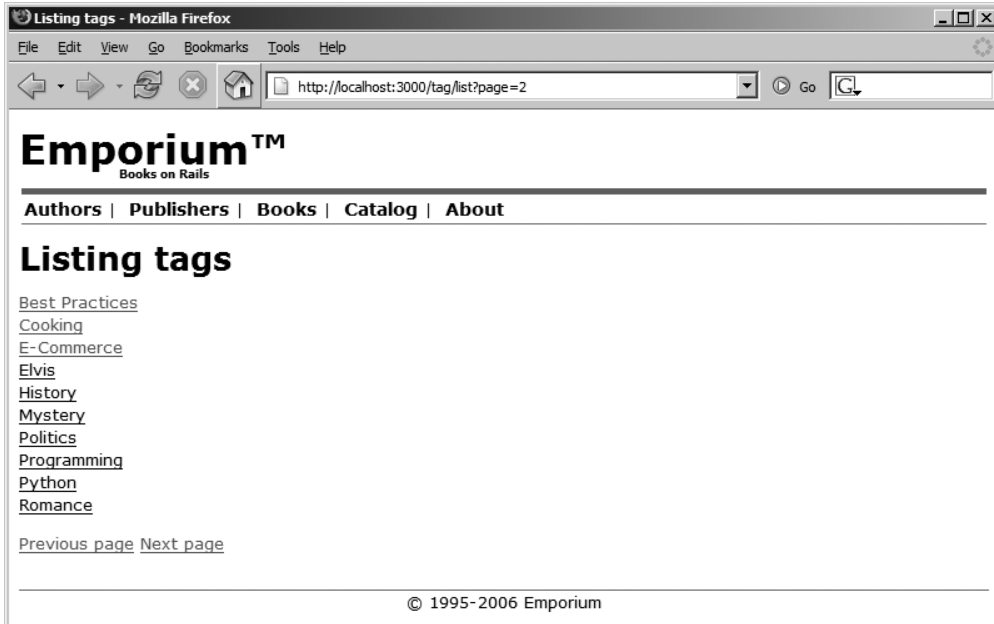 Listing tags - Mozilla Firefox
File Edit View Go Bookmarks Tools Help
http://localhost:3000/tag/list?page=2 Go G
Emporium™
Books on Rails
Authors | Publishers | Books | Catalog | About
Listing tags
Best Practices
Cooking
E-Commerce
Elvis
History
Mystery
Politics
Programming
Python
Romance
Previous page Next page
© 1995-2006 Emporium